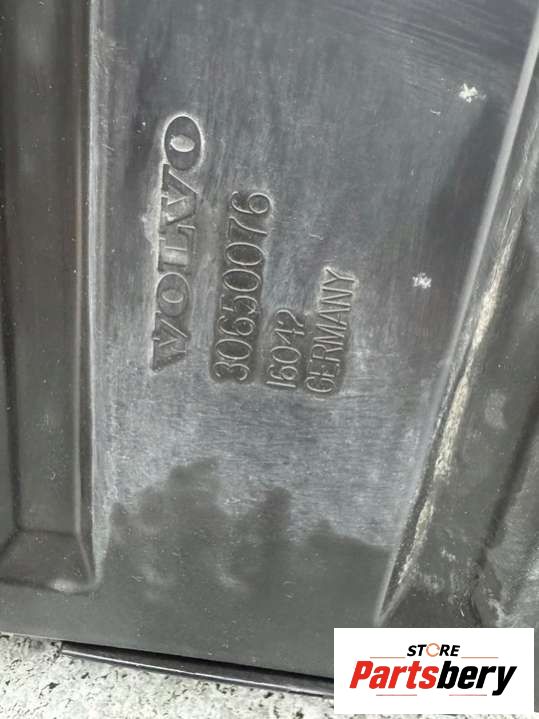 VOLVO
30650076
16042
GERMANY
STORE
Partsbery